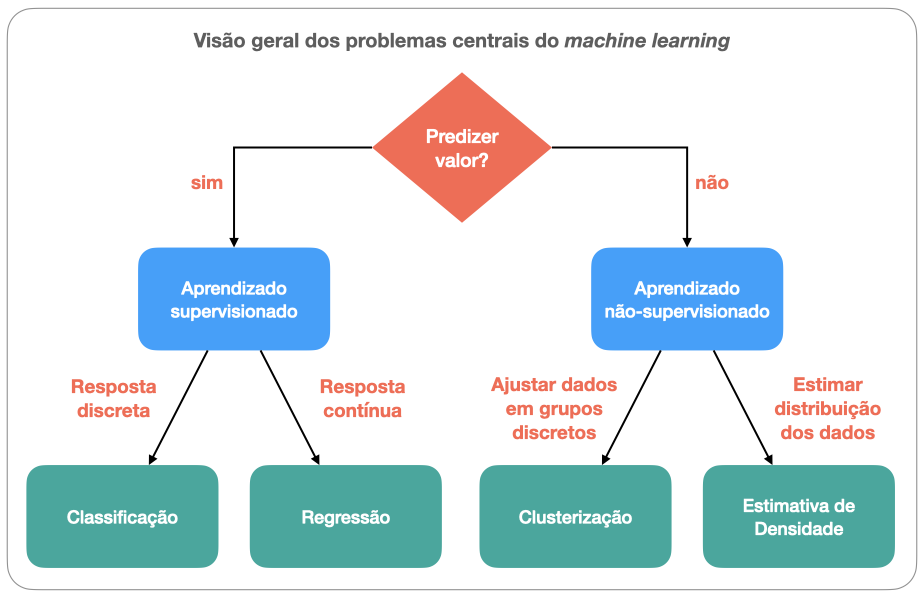 Visão geral dos problemas centrais do machine learning
Predizer
valor?
sim
não
Aprendizado
supervisionado
Aprendizado
não-supervisionado
Resposta
discreta
Resposta
contínua
Ajustar dados
em grupos
discretos
Estimar
distribuição
dos dados
Classificação
Regressão
Clusterização
Estimativa de
Densidade